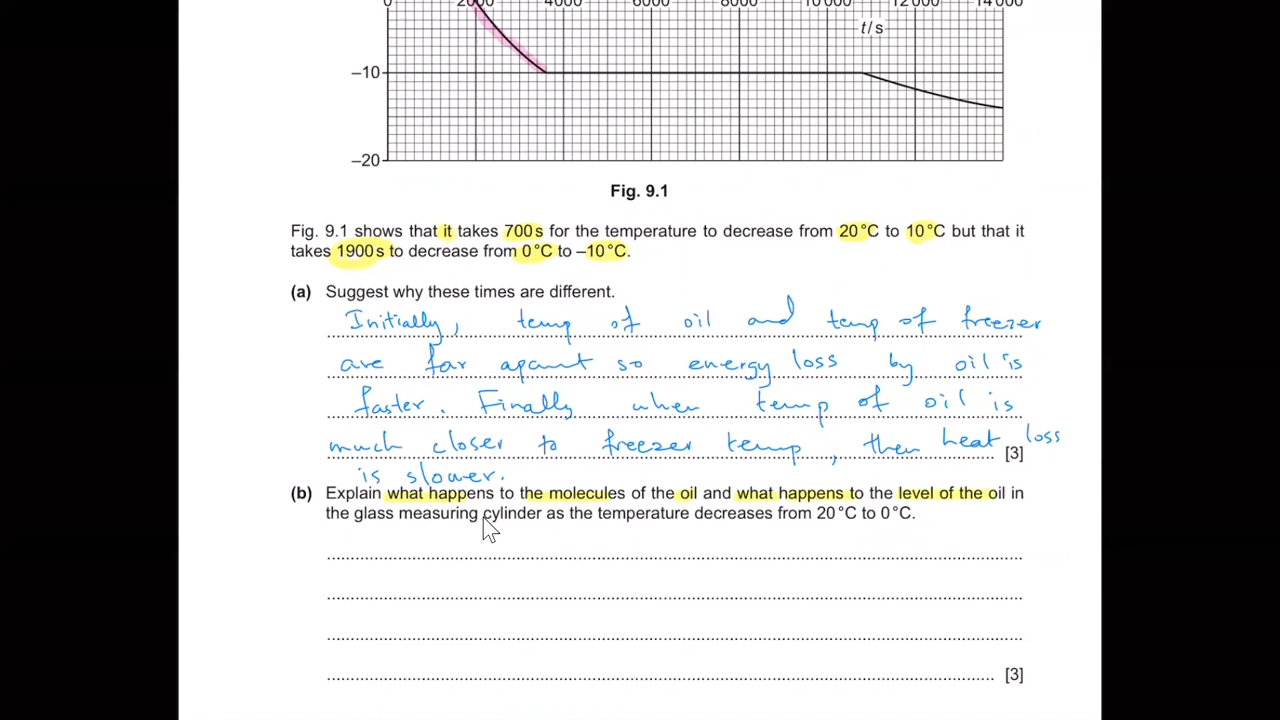 0 2000 4000 6000 8000 10000 12000 14000
t/s
–10
–20
Fig. 9.1
Fig. 9.1 shows that it takes 700 s for the temperature to decrease from 20 °C to 10 °C but that it
takes 1900 s to decrease from 0 °C to –10 °C.
(a) Suggest why these times are different.
Initially, temp of oil and temp of freezer
are far apart so energy loss by oil is
faster. Finally when temp of oil is
much closer to freezer temp, then heat loss [3]
is slower.
(b) Explain what happens to the molecules of the oil and what happens to the level of the oil in
the glass measuring cylinder as the temperature decreases from 20 °C to 0 °C.
[3]